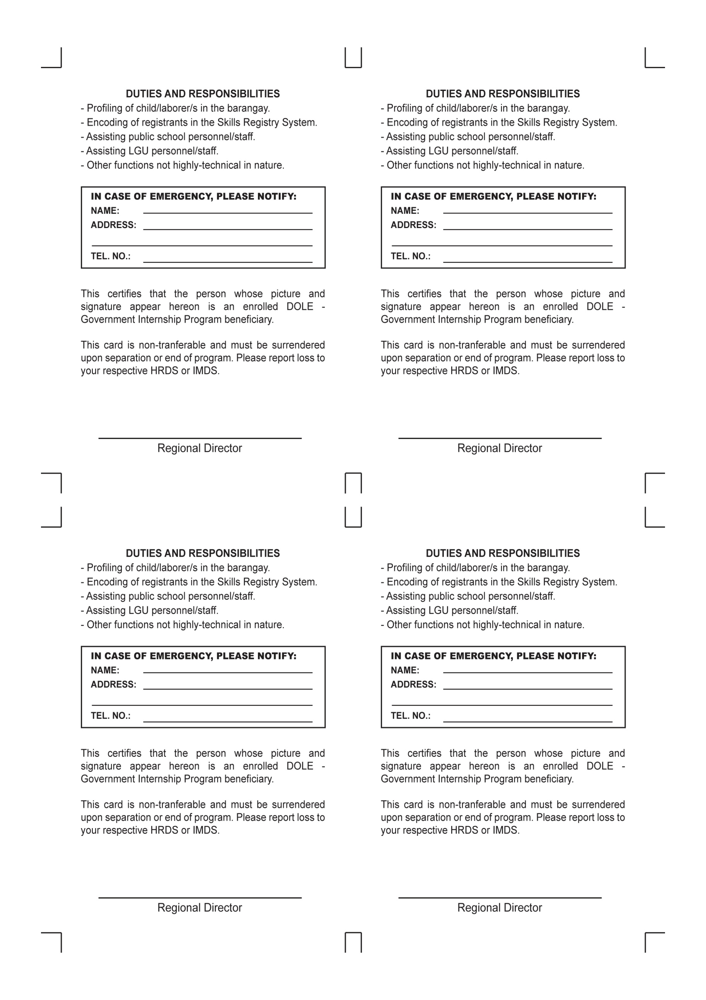 DUTIES AND RESPONSIBILITIES
- Profiling of child/laborer/s in the barangay.
- Encoding of registrants in the Skills Registry System.
- Assisting public school personnel/staff.
- Assisting LGU personnel/staff.
- Other functions not highly-technical in nature.
IN CASE OF EMERGENCY, PLEASE NOTIFY:
NAME:
ADDRESS:
TEL. NO.:
This certifies that the person whose picture and
signature appear hereon is an enrolled DOLE -
Government Internship Program beneficiary.
This card is non-tranferable and must be surrendered
upon separation or end of program. Please report loss to
your respective HRDS or IMDS.
Regional Director
DUTIES AND RESPONSIBILITIES
- Profiling of child/laborer/s in the barangay.
- Encoding of registrants in the Skills Registry System.
- Assisting public school personnel/staff.
- Assisting LGU personnel/staff.
- Other functions not highly-technical in nature.
IN CASE OF EMERGENCY, PLEASE NOTIFY:
NAME:
ADDRESS:
TEL. NO.:
This certifies that the person whose picture and
signature appear hereon is an enrolled DOLE -
Government Internship Program beneficiary.
This card is non-tranferable and must be surrendered
upon separation or end of program. Please report loss to
your respective HRDS or IMDS.
Regional Director
DUTIES AND RESPONSIBILITIES
- Profiling of child/laborer/s in the barangay.
- Encoding of registrants in the Skills Registry System.
- Assisting public school personnel/staff.
- Assisting LGU personnel/staff.
- Other functions not highly-technical in nature.
IN CASE OF EMERGENCY, PLEASE NOTIFY:
NAME:
ADDRESS:
TEL. NO.:
This certifies that the person whose picture and
signature appear hereon is an enrolled DOLE -
Government Internship Program beneficiary.
This card is non-tranferable and must be surrendered
upon separation or end of program. Please report loss to
your respective HRDS or IMDS.
Regional Director
DUTIES AND RESPONSIBILITIES
- Profiling of child/laborer/s in the barangay.
- Encoding of registrants in the Skills Registry System.
- Assisting public school personnel/staff.
- Assisting LGU personnel/staff.
- Other functions not highly-technical in nature.
IN CASE OF EMERGENCY, PLEASE NOTIFY:
NAME:
ADDRESS:
TEL. NO.:
This certifies that the person whose picture and
signature appear hereon is an enrolled DOLE -
Government Internship Program beneficiary.
This card is non-tranferable and must be surrendered
upon separation or end of program. Please report loss to
your respective HRDS or IMDS.
Regional Director